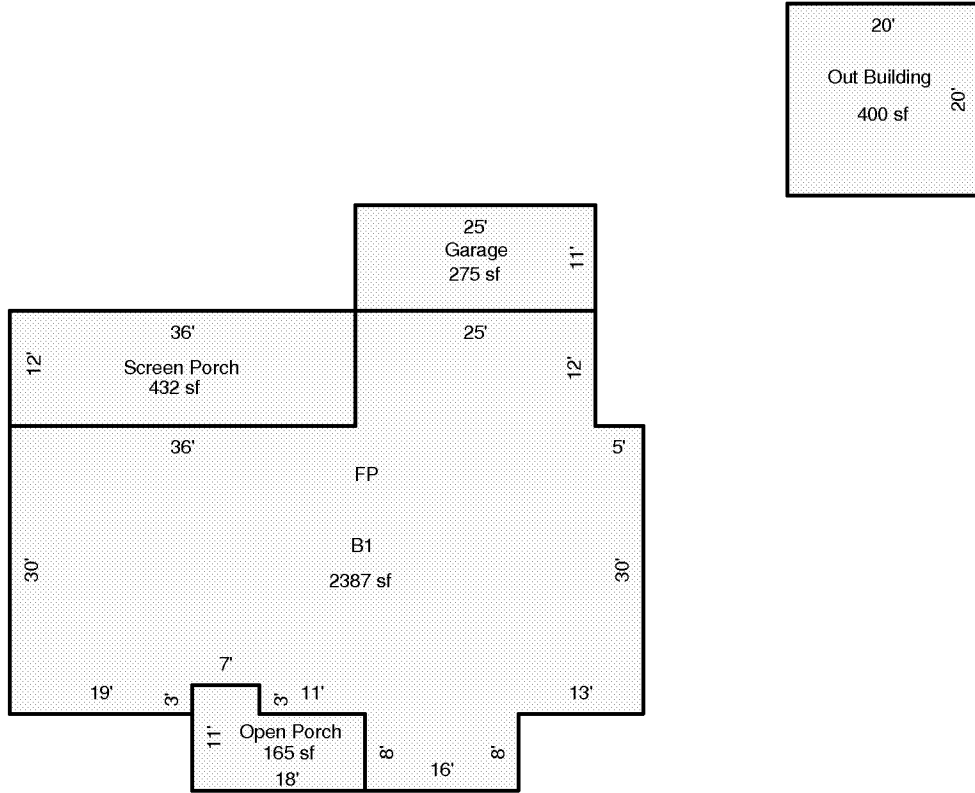 20'
Out Building
20'
400 sf
25'
Garage
11'
275 sf
36'
25'
12'
Screen Porch
12'
432 sf
36'
5'
FP
B1
30'
2387 sf
30'
7'
19'
3'
3'
11'
13'
11'
Open Porch
165 sf
8'
8'
18'
16'